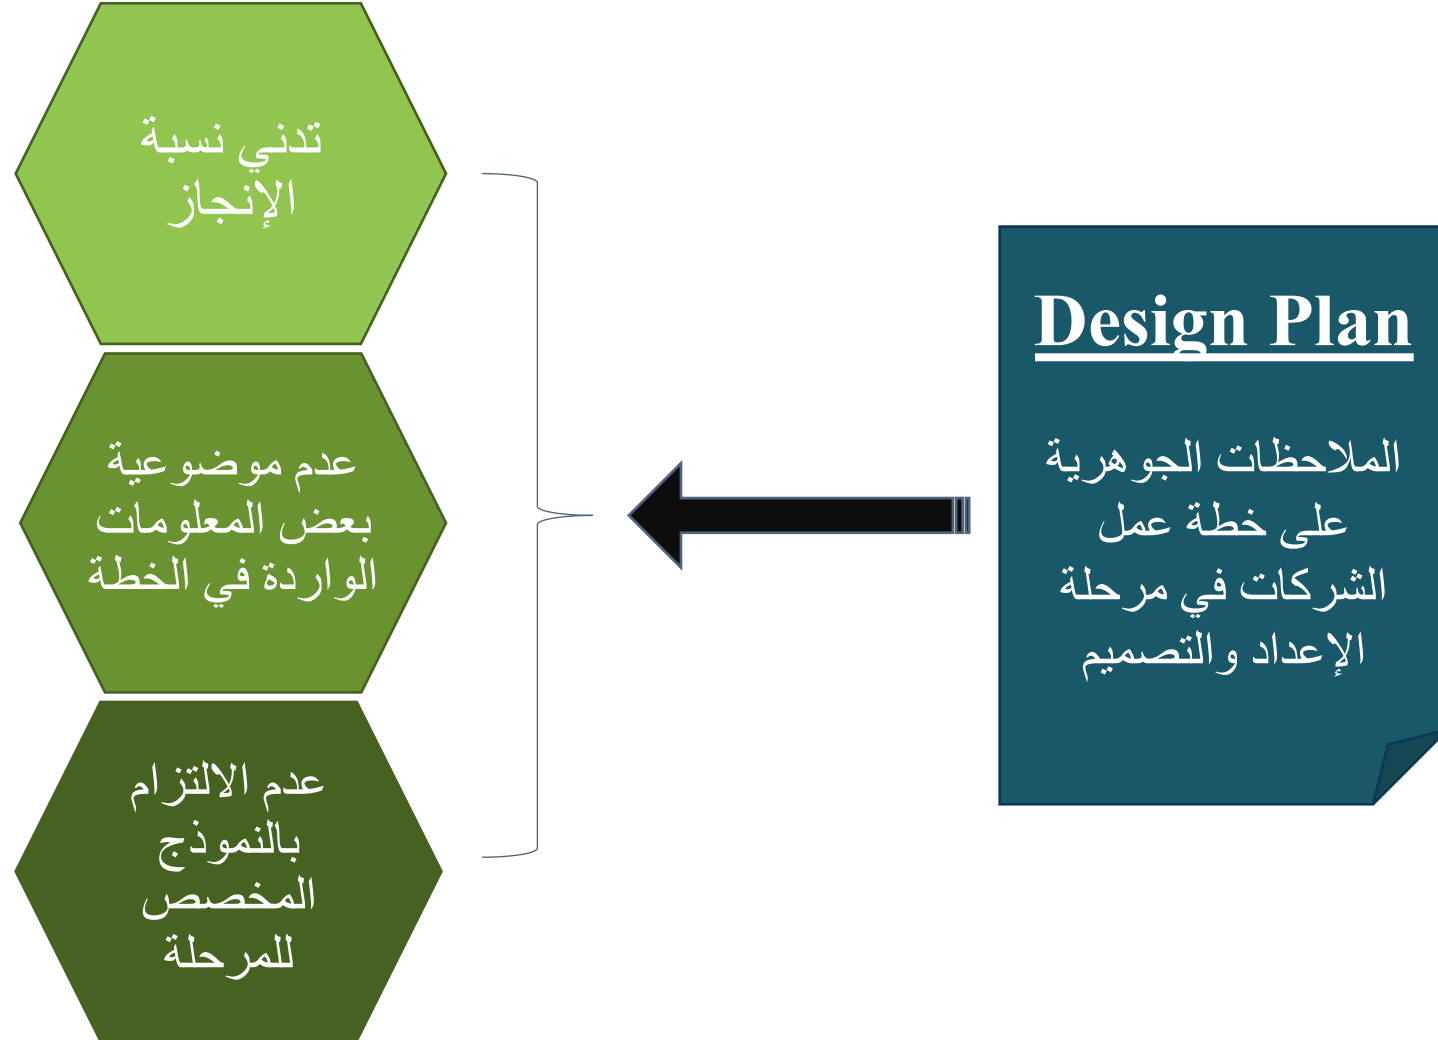 Design Plan
الملاحظات الجوهرية
على خطة عمل
الشركات في مرحلة
الإعداد والتصميم
تدني نسبة
الإنجاز
عدم موضوعية
بعض المعلومات
الواردة في الخطة
عدم الالتزام
بالنموذج
المخصص
للمرحلة